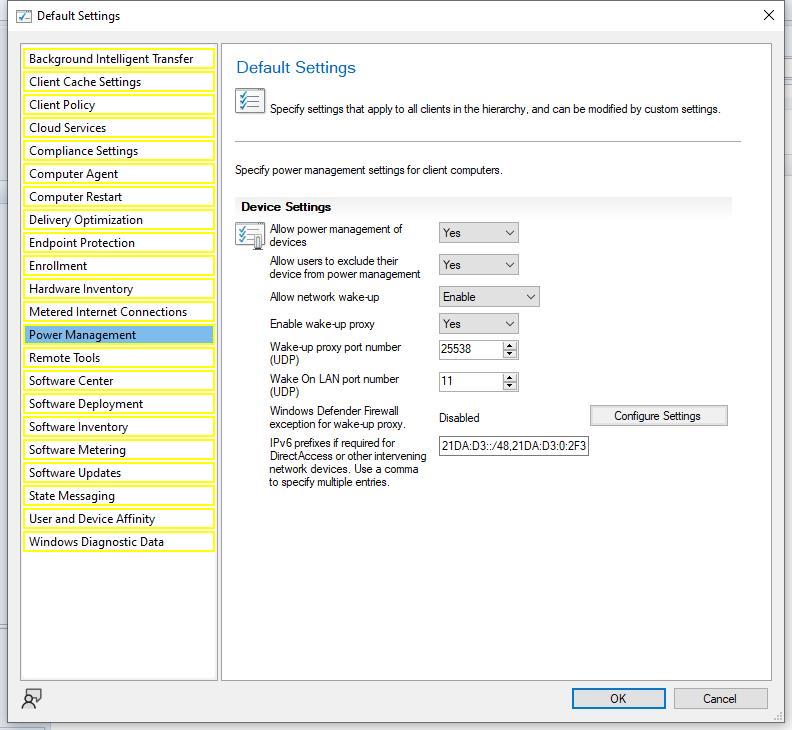 Default Settings
Background Intelligent Transfer
Client Cache Settings
Client Policy
Cloud Services
Compliance Settings
Computer Agent
Computer Restart
Delivery Optimization
Endpoint Protection
Enrollment
Hardware Inventory
Metered Internet Connections
Power Management
Remote Tools
Software Center
Software Deployment
Software Inventory
Software Metering
Software Updates
State Messaging
User and Device Affinity
Windows Diagnostic Data
Default Settings
Specify settings that apply to all clients in the hierarchy, and can be modified by custom settings.
Specify power management settings for client computers.
Device Settings
Allow power management of
devices
Yes
Allow users to exclude their
device from power management
Yes
Allow network wake-up
Enable
Enable wake-up proxy
Yes
Wake-up proxy port number
(UDP)
25538
Wake On LAN port number
(UDP)
11
Windows Defender Firewall
exception for wake-up proxy.
Disabled
Configure Settings
IPv6 prefixes if required for
DirectAccess or other intervening
network devices. Use a comma
to specify multiple entries.
21DA:D3::/48,21DA:D3:0:2F3
OK
Cancel